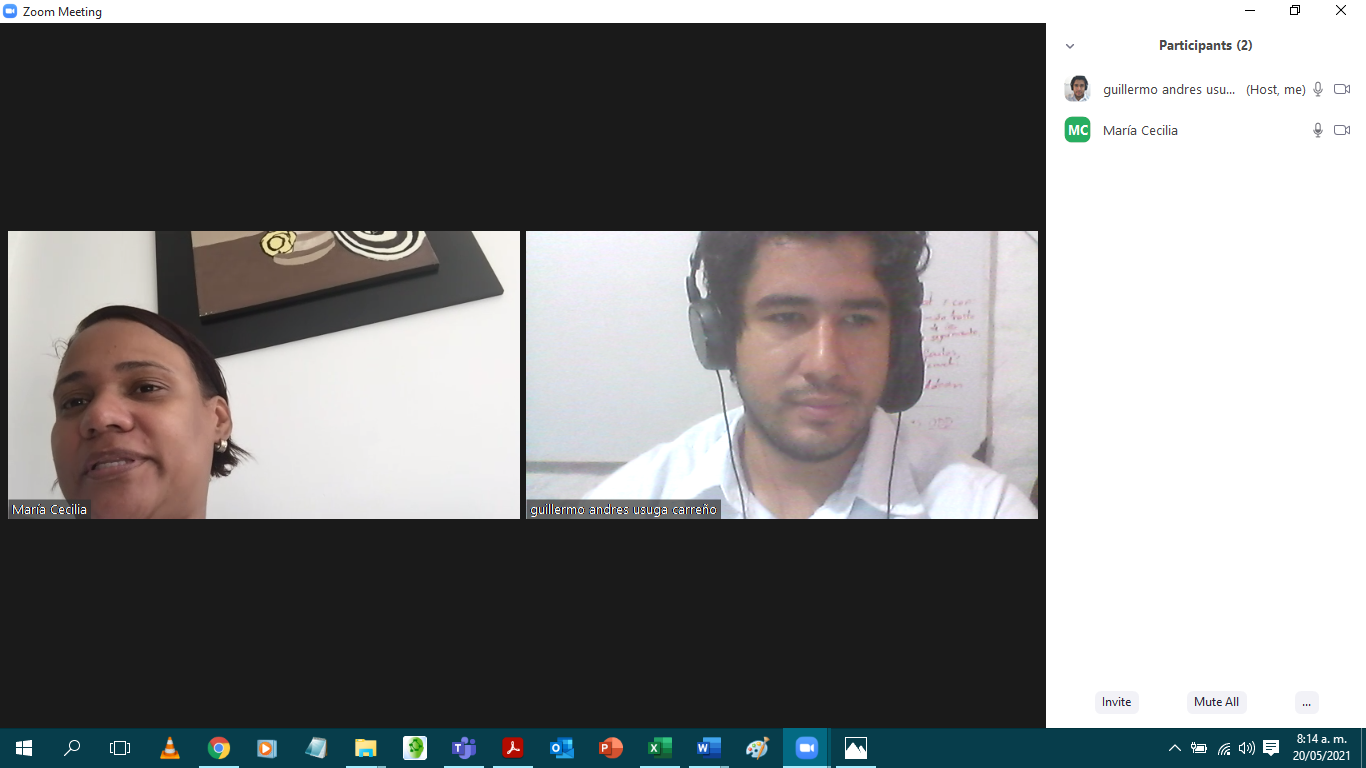 Zoom Meeting
Participants (2)
guillermo andres usu... (Host, me)
MC María Cecilia
María Cecilia
guillermo andres usuga carreño
Invite
Mute All
...
8:14 a. m.
20/05/2021